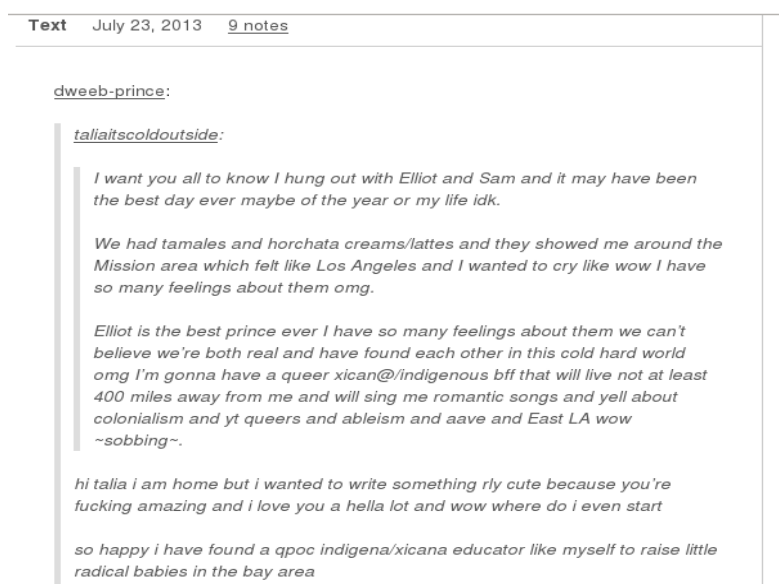 Text July 23, 2013 9 notes
dweeb-prince:
taliaitscoldoutside:
I want you all to know I hung out with Elliot and Sam and it may have been
the best day ever maybe of the year or my life idk.
We had tamales and horchata creams/lattes and they showed me around the
Mission area which felt like Los Angeles and I wanted to cry like wow I have
so many feelings about them omg.
Elliot is the best prince ever I have so many feelings about them we can't
believe we're both real and have found each other in this cold hard world
omg I'm gonna have a queer xican@/indigenous bff that will live not at least
400 miles away from me and will sing me romantic songs and yell about
colonialism and yt queers and ableism and aave and East LA wow
~sobbing~.
hi talia i am home but i wanted to write something rly cute because you're
fucking amazing and i love you a hella lot and wow where do i even start
so happy i have found a qpoc indigena/xicana educator like myself to raise little
radical babies in the bay area